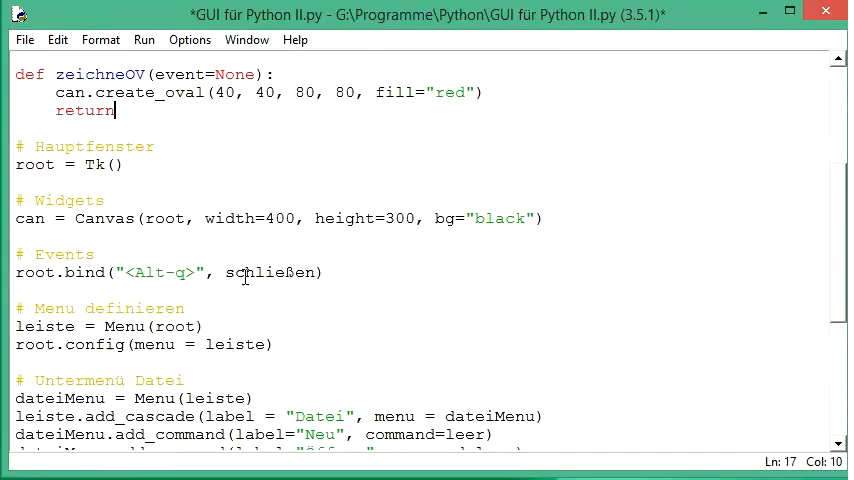 *GUI für Python II.py - G:\Programme\Python\GUI für Python II.py (3.5.1)*
File Edit Format Run Options Window Help
def zeichneOV(event=None):
    can.create_oval(40, 40, 80, 80, fill="red")
    return
# Hauptfenster
root = Tk()
# Widgets
can = Canvas(root, width=400, height=300, bg="black")
# Events
root.bind("<Alt-q>", schließen)
# Menu definieren
leiste = Menu(root)
root.config(menu = leiste)
# Untermenü Datei
dateiMenu = Menu(leiste)
leiste.add_cascade(label = "Datei", menu = dateiMenu)
dateiMenu.add_command(label="Neu", command=leer)
Ln: 17 Col: 10